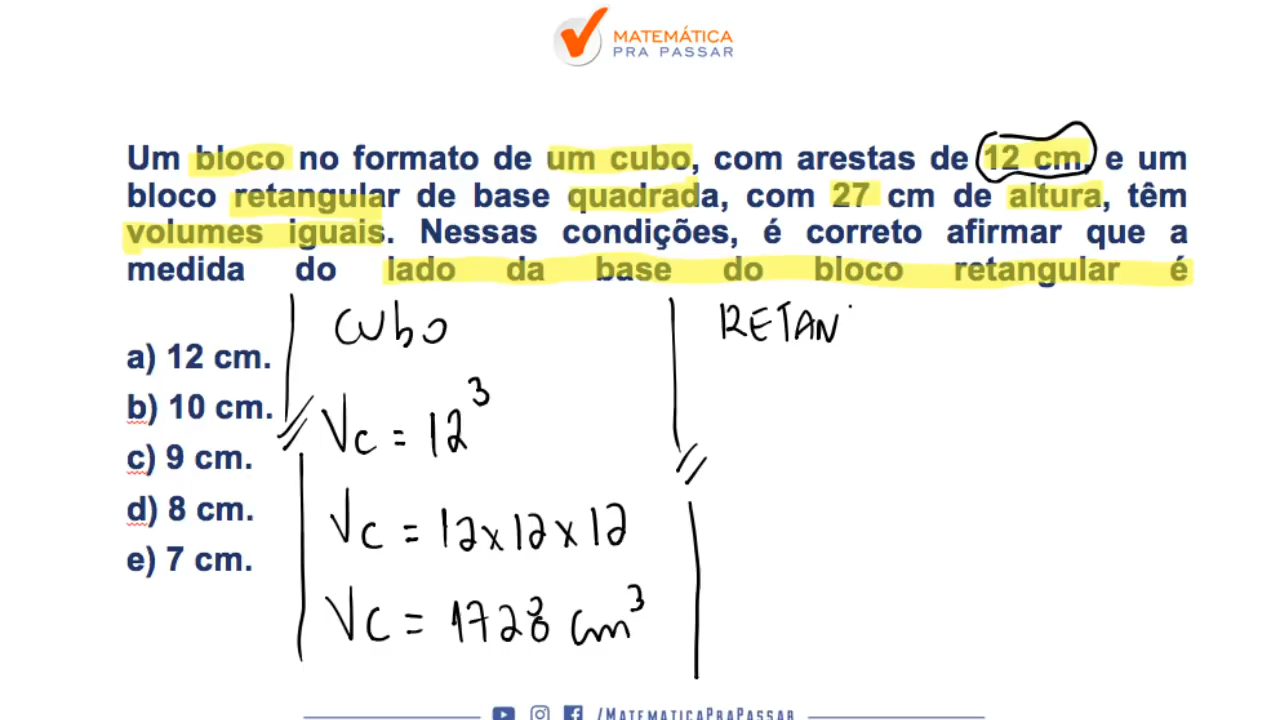 MATEMÁTICA
PRA PASSAR
Um bloco no formato de um cubo, com arestas de 12 cm, e um
bloco retangular de base quadrada, com 27 cm de altura, têm
volumes iguais. Nessas condições, é correto afirmar que a
medida do lado da base do bloco retangular é
a) 12 cm.
b) 10 cm.
c) 9 cm.
d) 8 cm.
e) 7 cm.
CUBO
Vc = 12³
Vc = 12x12x12
Vc = 1728 cm³
RETAN
/MATEMATICAPRAPASSAR